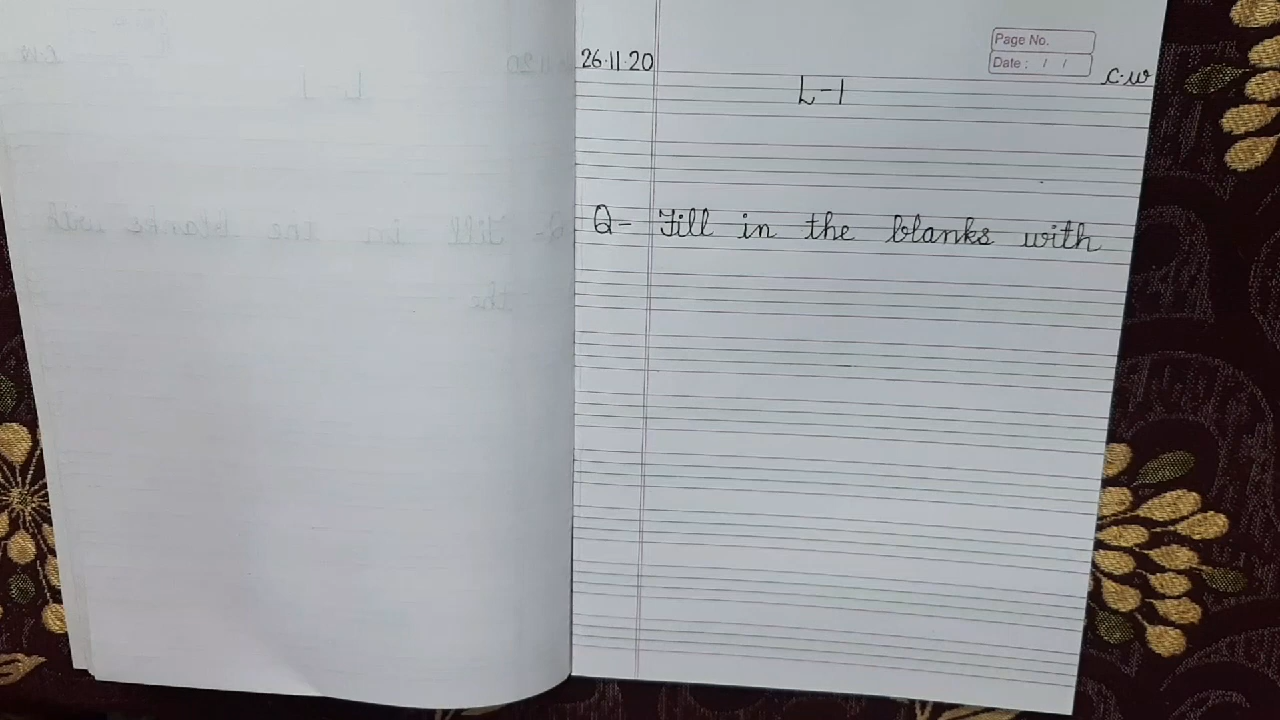 26.11.20
Page No.
Date : / /
C.W
L-1
Q- Fill in the blanks with